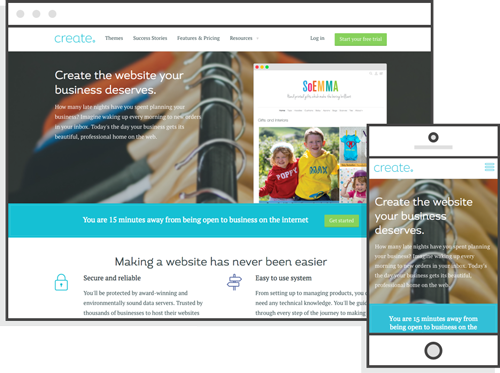 create.
Themes
Success Stories
Features & Pricing
Resources
Log in
Start your free trial
Create the website your
business deserves.
How many late nights have you spent planning your
business? Imagine waking up every morning to new orders
in your inbox. Today's the day your business gets its
beautiful, professional home on the web.
SoEMMA
POPPY
MAX
You are 15 minutes away from being open to business on the internet
Get started
Making a website has never been easier
Secure and reliable
You'll be protected by award-winning and
environmentally sound data servers. Trusted by
thousands of businesses to host their websites
Easy to use system
From setting up managing products, you d
need any technical knowledge. You'll be guid
through every step of the journey to making
create.
Create the website
your business
deserves.
How many late nights have you spent
planning your business? Imagine waking up every
morning to new orders in your inbox. Today's
the day your business gets its beautiful,
professional home on the web.
You are 15 minutes away from
being open to business on the